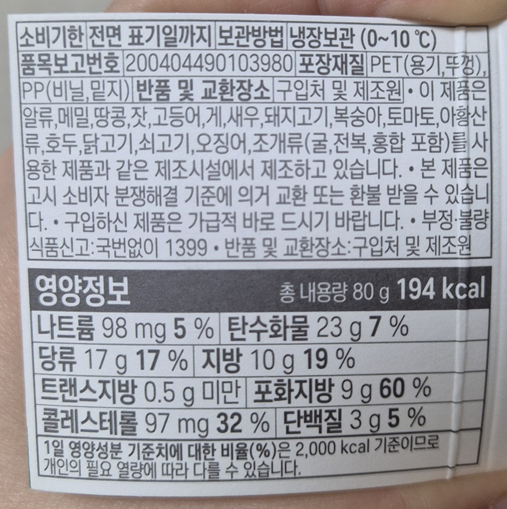 소비기한 전면 표기일까지 보관방법 냉장보관 (0~10 ℃)
품목보고번호 200404490103980 포장재질 PET(용기,뚜껑),
PP(비닐,밑지) 반품 및 교환장소 구입처 및 제조원 • 이 제품은
알류,메밀,땅콩,잣,고등어,게,새우,돼지고기,복숭아,토마토,아황산
류,호두,닭고기,쇠고기,오징어,조개류(굴,전복,홍합 포함)를 사
용한 제품과 같은 제조시설에서 제조하고 있습니다. • 본 제품은
고시 소비자 분쟁해결 기준에 의거 교환 또는 환불 받을 수 있습니
다. • 구입하신 제품은 가급적 바로 드시기 바랍니다. • 부정·불량
식품신고:국번없이 1399 • 반품 및 교환장소:구입처 및 제조원
영양정보 총 내용량 80 g 194 kcal
나트륨 98 mg 5 % 탄수화물 23 g 7 %
당류 17 g 17 % 지방 10 g 19 %
트랜스지방 0.5 g 미만 포화지방 9 g 60 %
콜레스테롤 97 mg 32 % 단백질 3 g 5 %
1일 영양성분 기준치에 대한 비율(%)은 2,000 kcal 기준이므로
개인의 필요 열량에 따라 다를 수 있습니다.